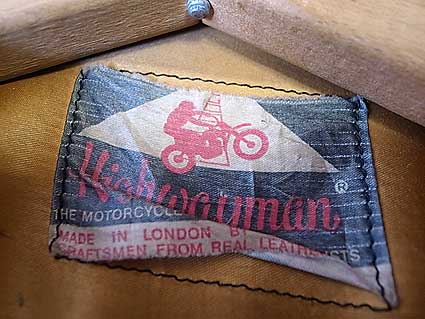 Highwayman ®
THE MOTORCYCLE
MADE IN LONDON BY
CRAFTSMEN FROM REAL LEATHER